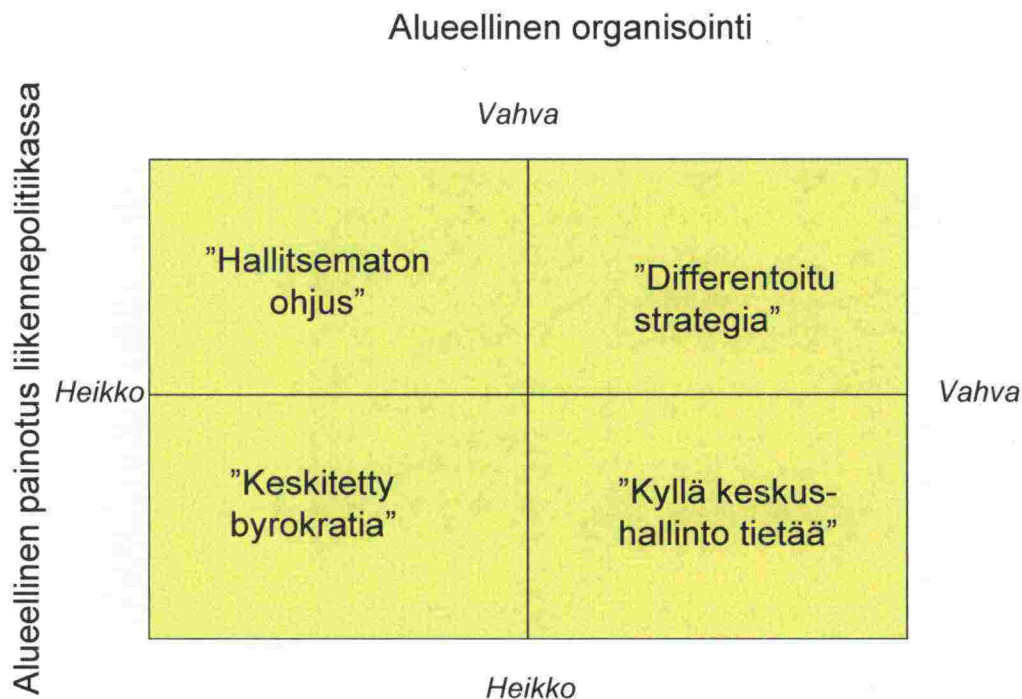 Alueellinen organisointi
Alueellinen painotus liikennepolitiikassa
Vahva
”Hallitsematon
ohjus”
”Differentoitu
strategia”
Heikko
Vahva
”Keskitetty
byrokratia”
”Kyllä keskus-
hallinto tietää”
Heikko